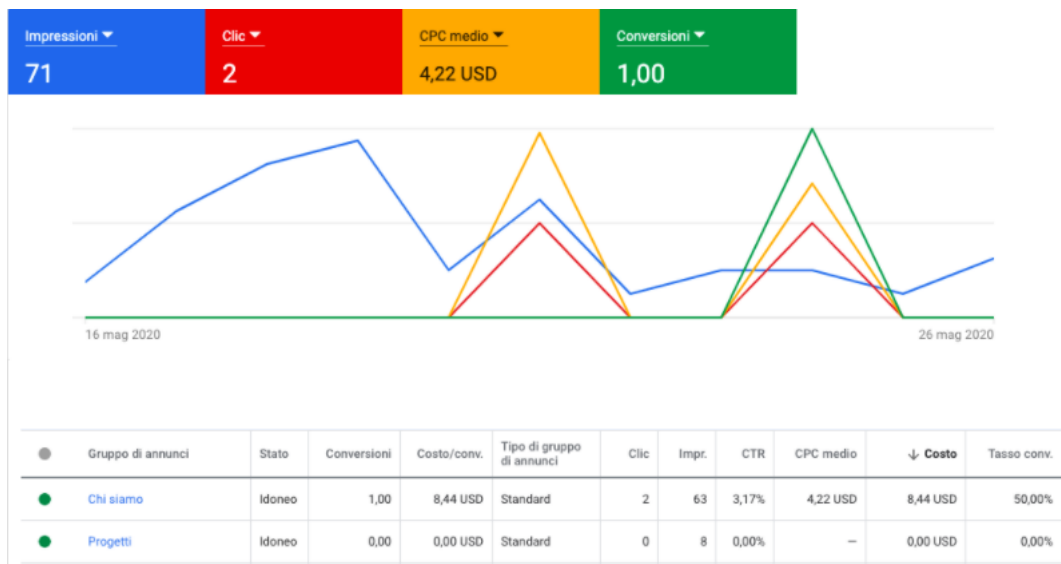 Impressioni
Clic
CPC medio
Conversioni
71
2
4,22 USD
1,00
16 mag 2020
26 mag 2020
Gruppo di annunci Stato Conversioni Costo/conv. Tipo di gruppo di annunci Clic Impr. CTR CPC medio ↓ Costo Tasso conv.
Chi siamo Idoneo 1,00 8,44 USD Standard 2 63 3,17% 4,22 USD 8,44 USD 50,00%
Progetti Idoneo 0,00 0,00 USD Standard 0 8 0,00% — 0,00 USD 0,00%